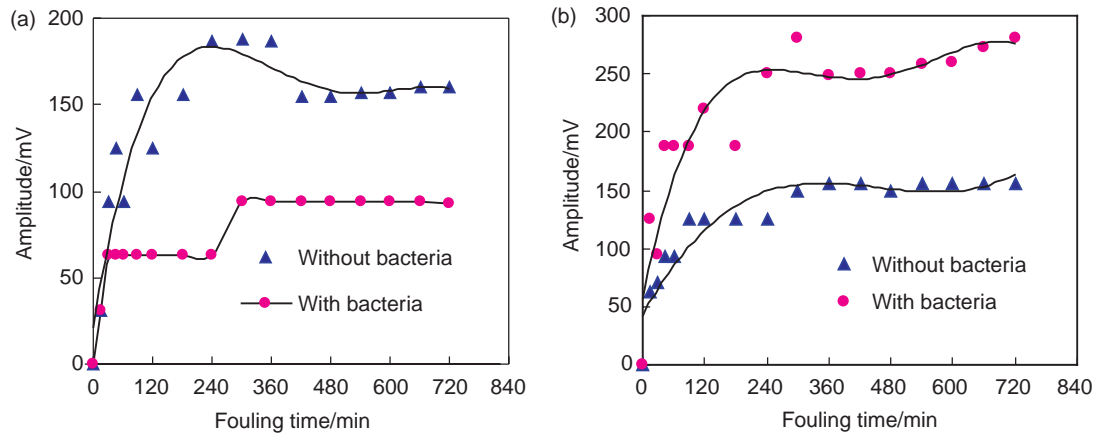 (a)
200
150
100
50
0
Amplitude/mV
Without bacteria
With bacteria
0 120 240 360 480 600 720 840
Fouling time/min
(b)
300
250
200
150
100
50
0
Amplitude/mV
Without bacteria
With bacteria
0 120 240 360 480 600 720 840
Fouling time/min